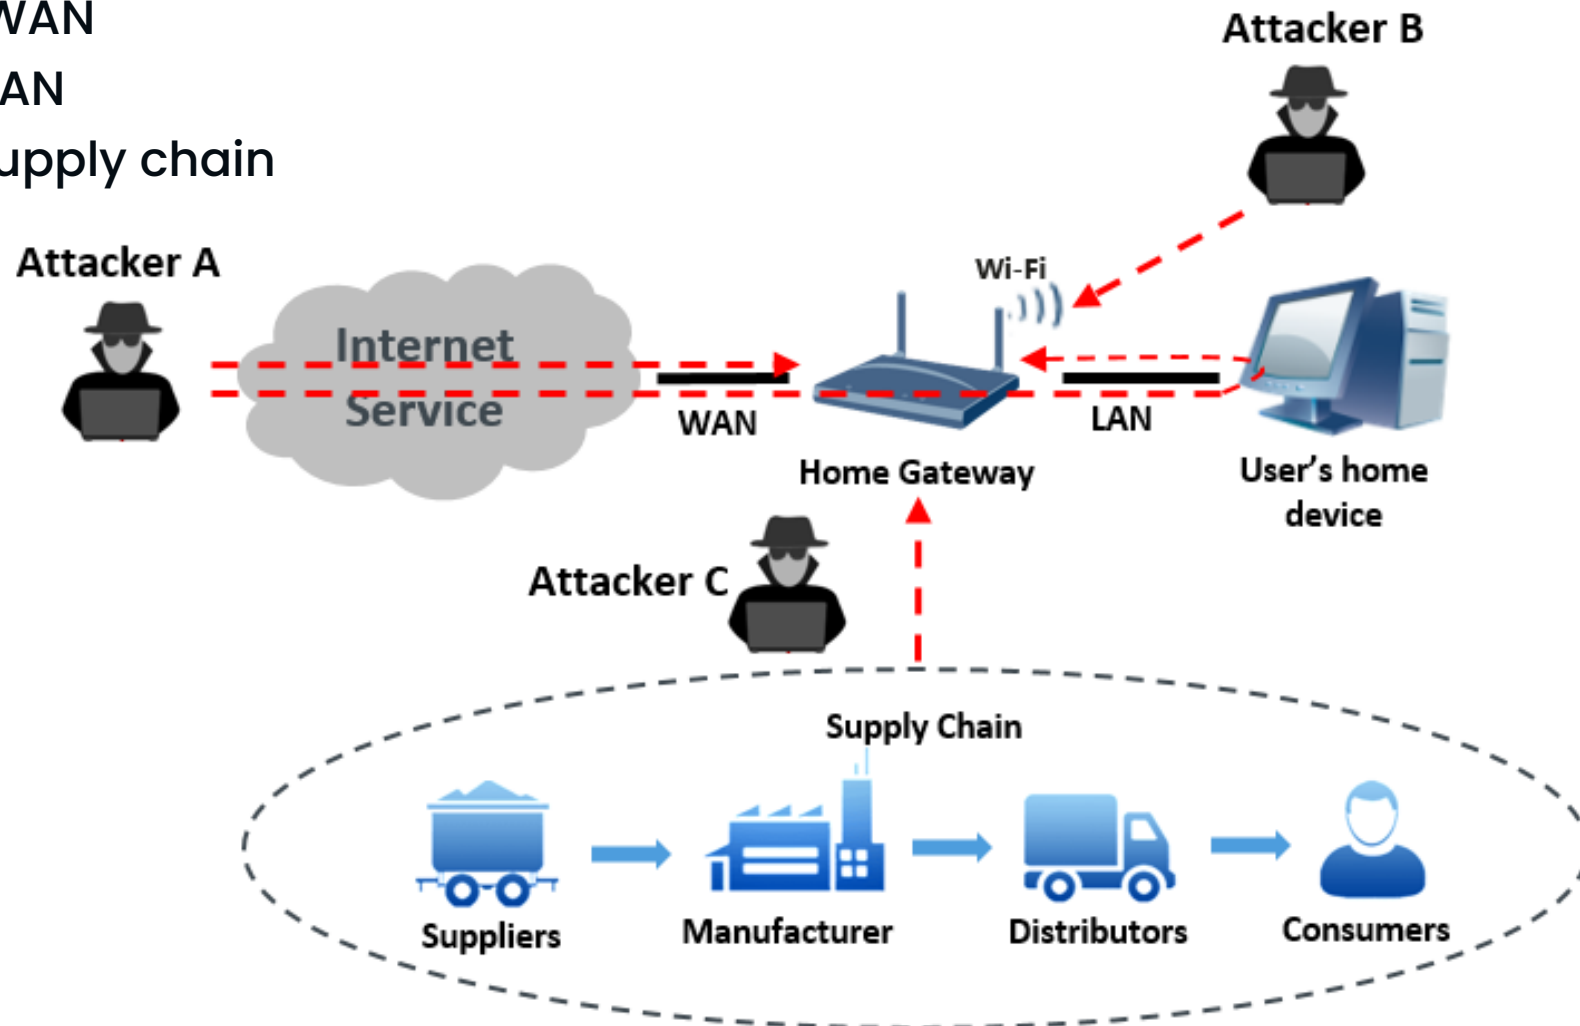 WAN
AN
upply chain
Attacker B
Attacker A
Wi-Fi
Internet
Service
WAN
LAN
Home Gateway
User's home
device
Attacker C
Supply Chain
Suppliers
Manufacturer
Distributors
Consumers